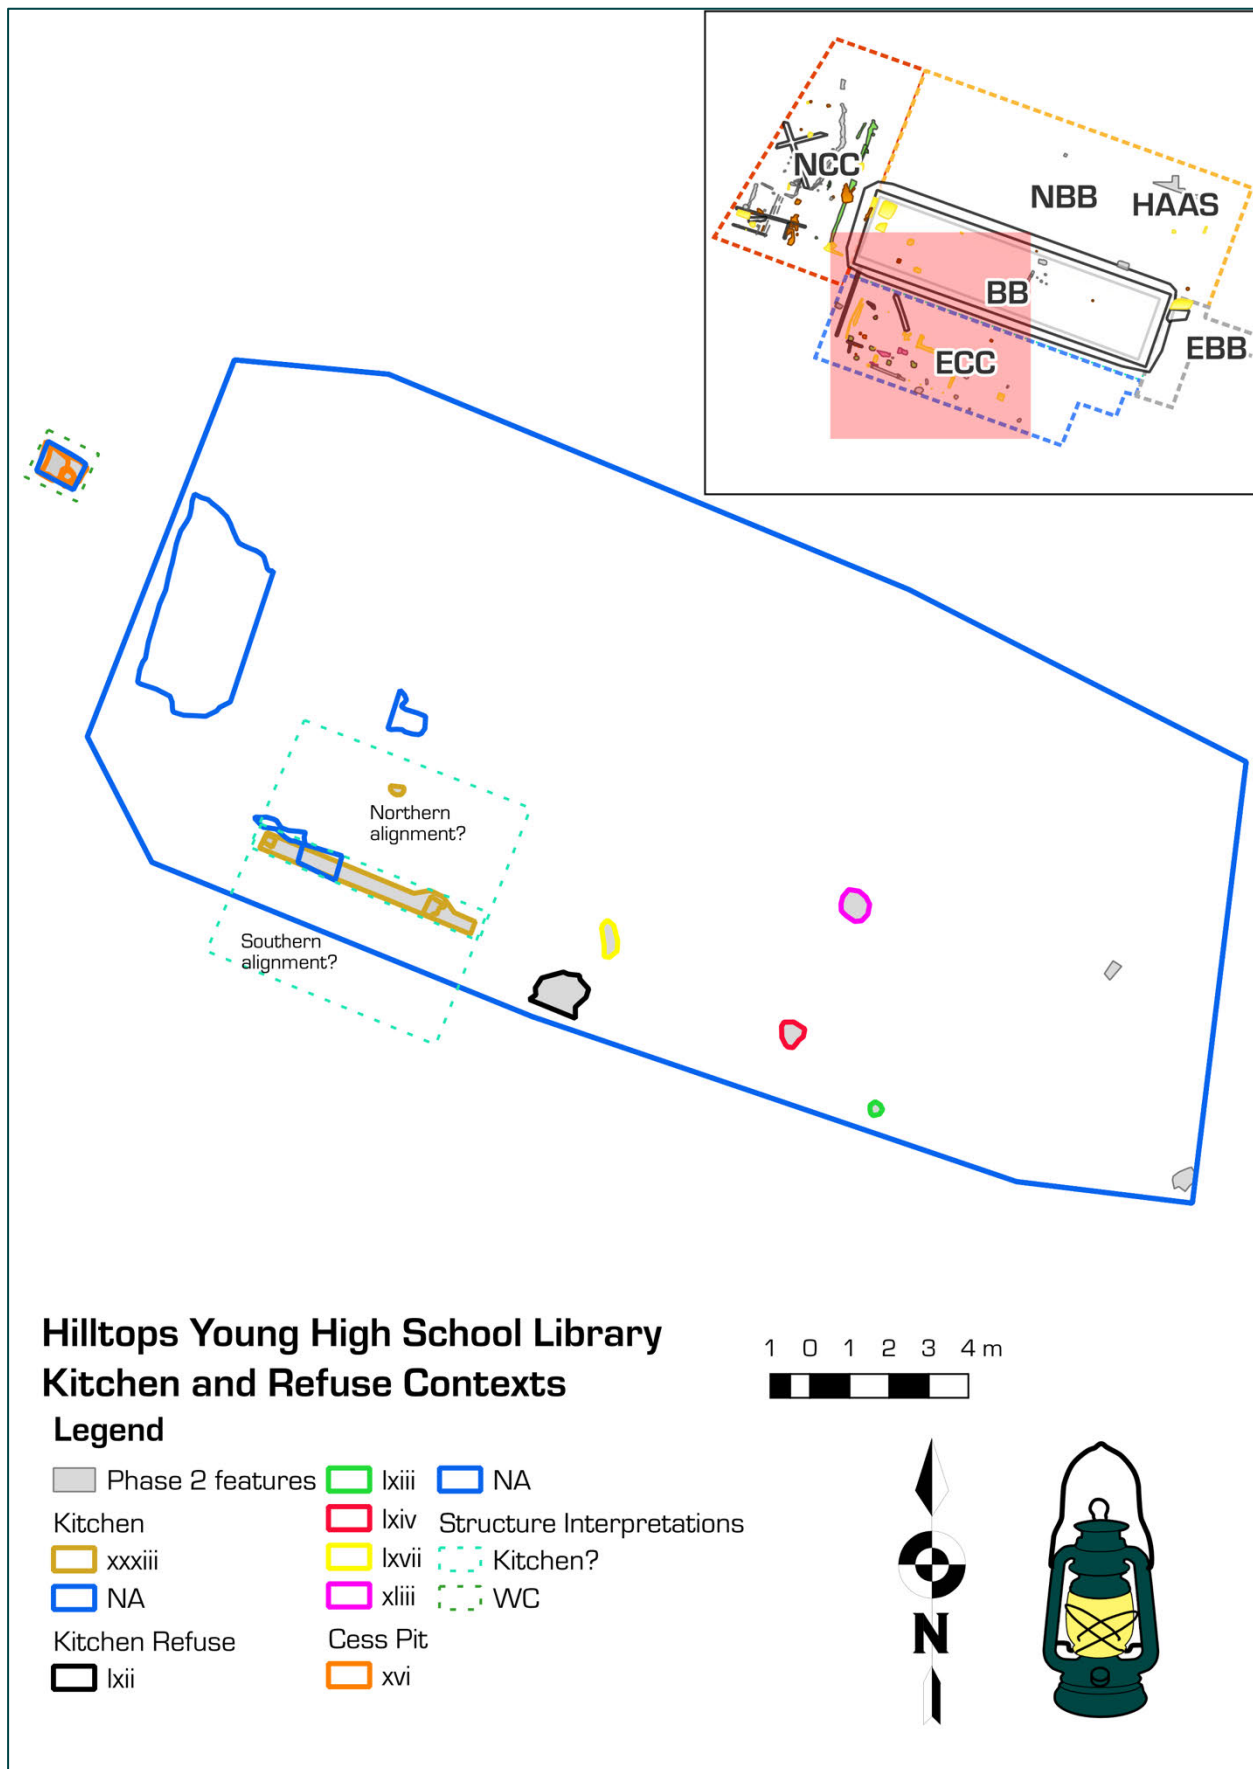 NCC
NBB
HAAS
BB
ECC
EBB
Northern
alignment?
Southern
alignment?
Hilltops Young High School Library
Kitchen and Refuse Contexts
1 0 1 2 3 4 m
Legend
Phase 2 features
Kitchen
xxxiii
NA
Kitchen Refuse
lxii
lxiii
lxiv
lxvii
xliii
Cess Pit
xvi
NA
Structure Interpretations
Kitchen?
WC
N